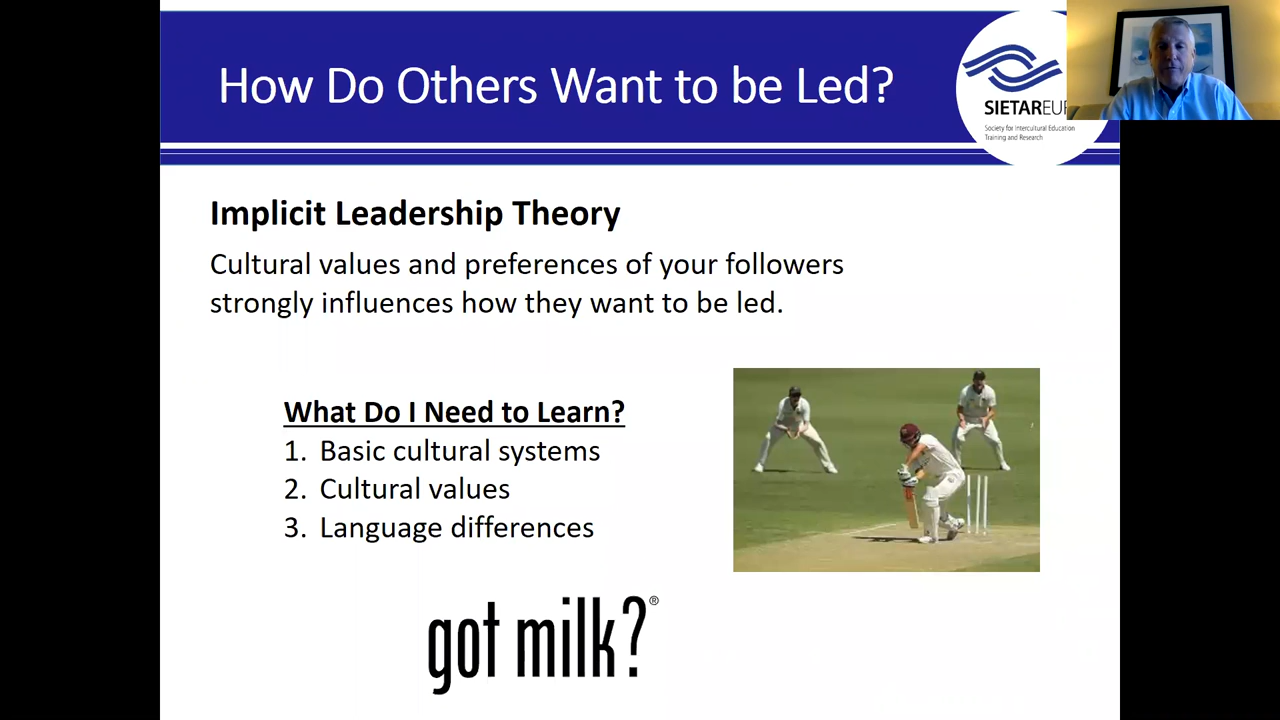 How Do Others Want to be Led?
SIETAREUR
Society for Intercultural Education
Training and Research
Implicit Leadership Theory
Cultural values and preferences of your followers
strongly influences how they want to be led.
What Do I Need to Learn?
1. Basic cultural systems
2. Cultural values
3. Language differences
got milk?®